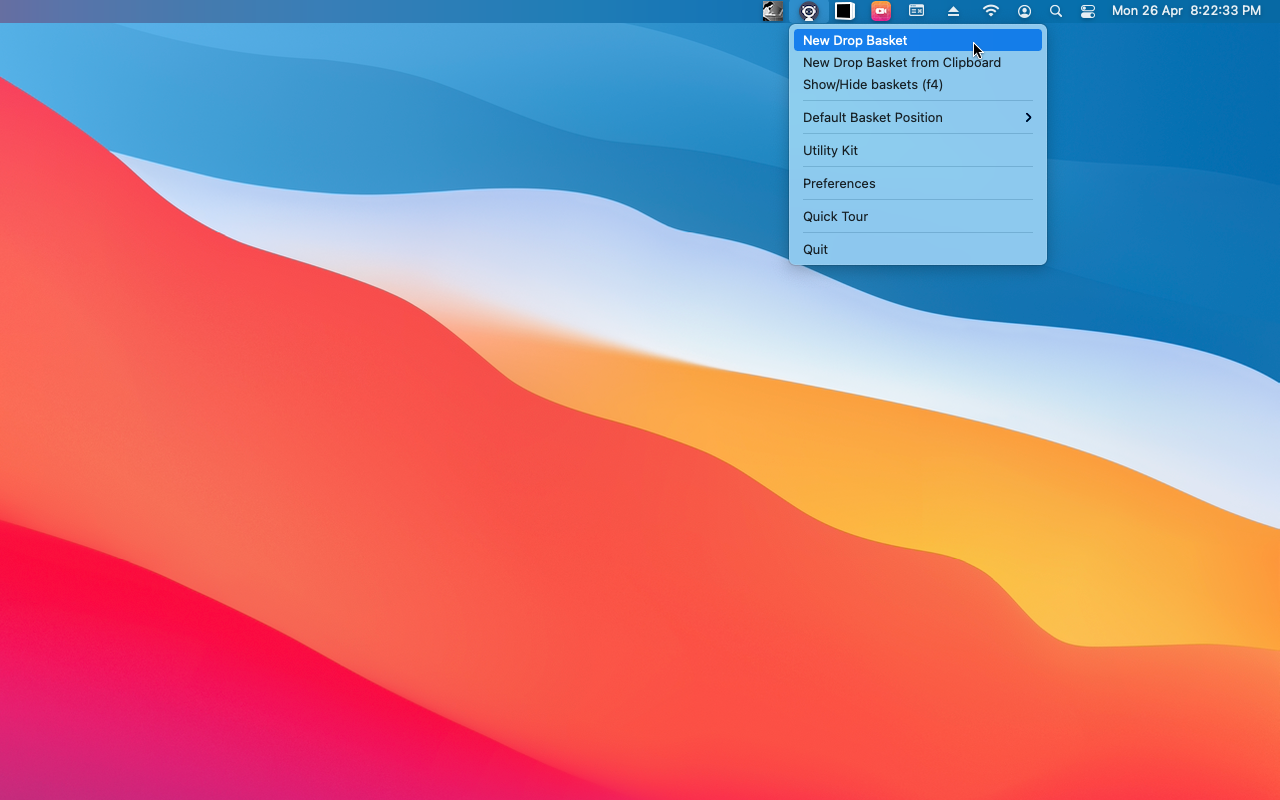 Mon 26 Apr 8:22:33 PM
New Drop Basket
New Drop Basket from Clipboard
Show/Hide baskets (f4)
Default Basket Position
Utility Kit
Preferences
Quick Tour
Quit